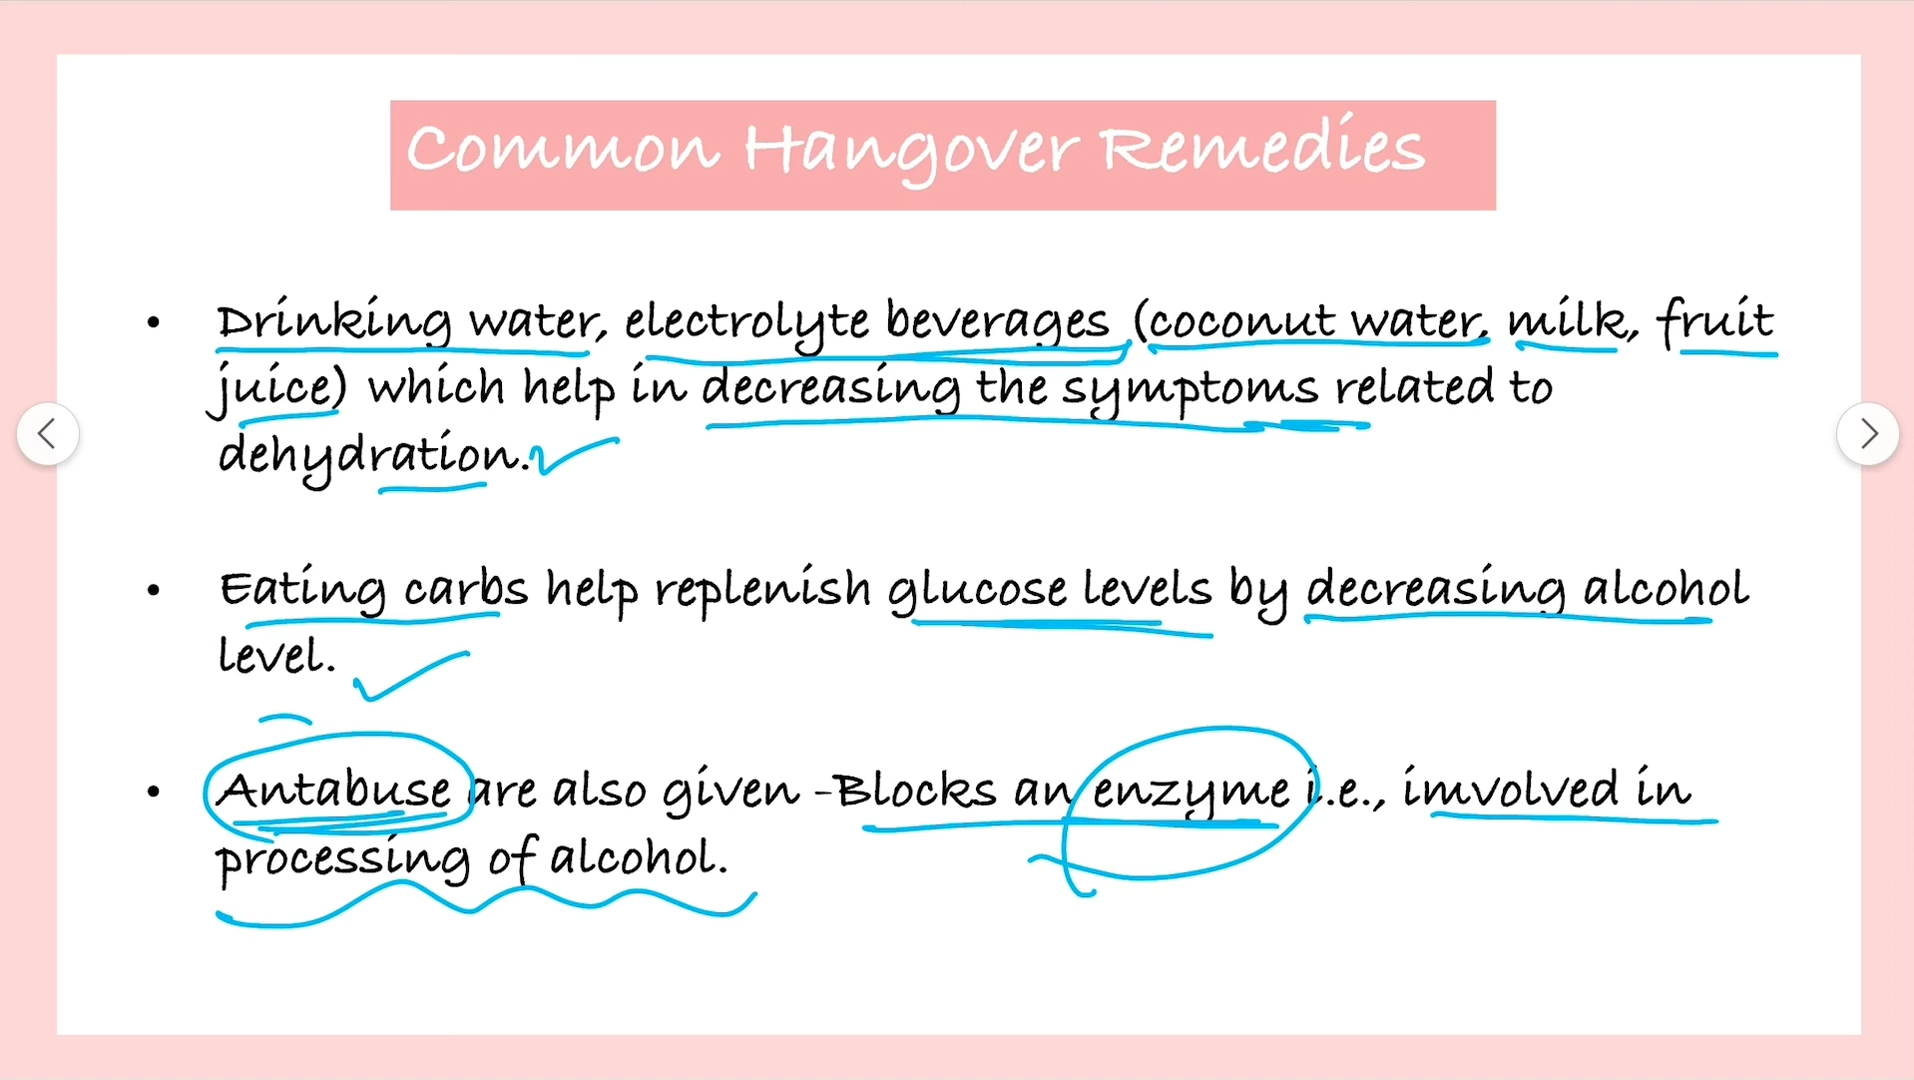 Common Hangover Remedies
• Drinking water, electrolyte beverages (coconut water, milk, fruit
juice) which help in decreasing the symptoms related to
dehydration.
• Eating carbs help replenish glucose levels by decreasing alcohol
level.
• Antabuse are also given -Blocks an enzyme i.e., imvolved in
processing of alcohol.